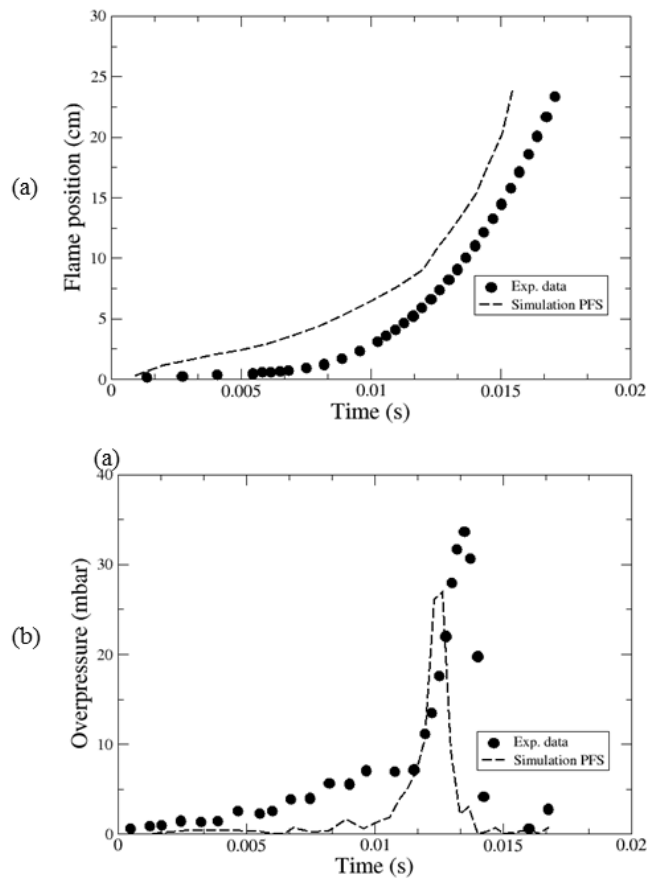 30
25
20
15
10
5
0
Flame position (cm)
(a)
Exp. data
Simulation PFS
0.005
0.01
0.015
0.02
Time (s)
(a)
40
30
20
10
0
Overpressure (mbar)
(b)
Exp. data
Simulation PFS
0
0.005
0.01
0.015
0.02
Time (s)